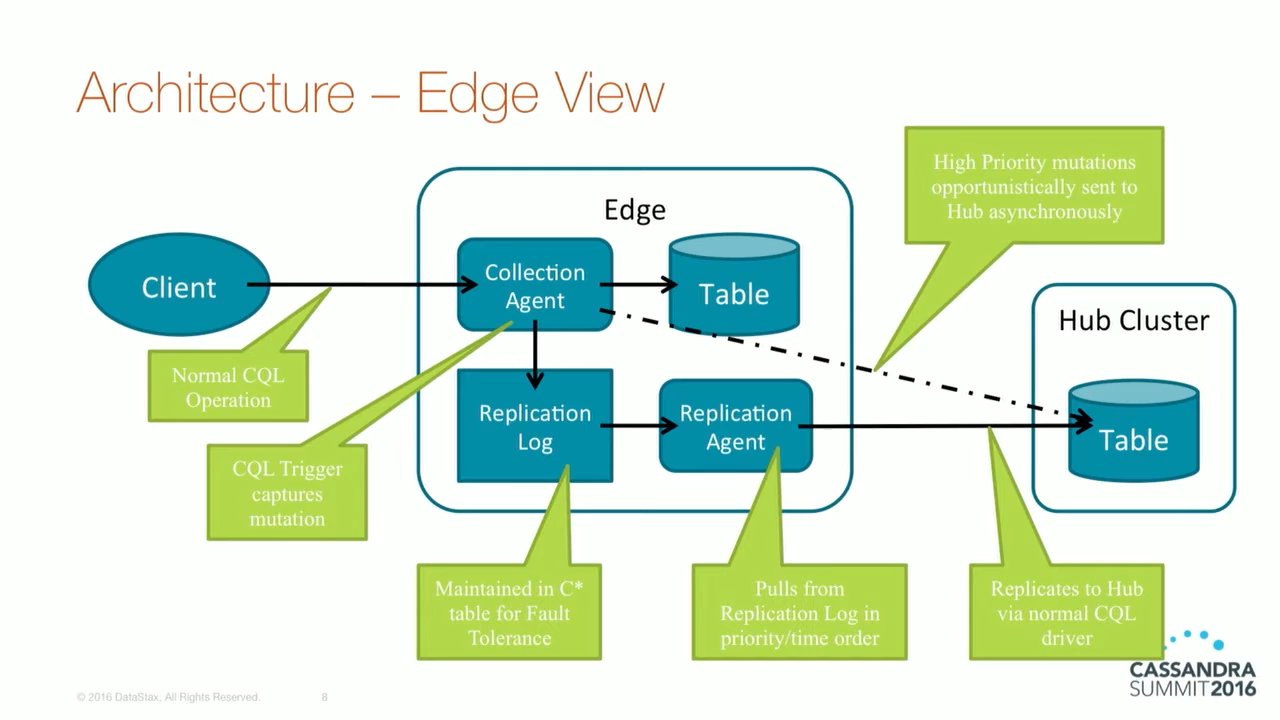 Architecture – Edge View
High Priority mutations
opportunistically sent to
Hub asynchronously
Edge
Client
Collection
Agent
Table
Hub Cluster
Normal CQL
Operation
Replication
Log
Replication
Agent
Table
CQL Trigger
captures
mutation
Maintained in C*
table for Fault
Tolerance
Pulls from
Replication Log in
priority/time order
Replicates to Hub
via normal CQL
driver
© 2016 DataStax, All Rights Reserved.
8
CASSANDRA
SUMMIT2016